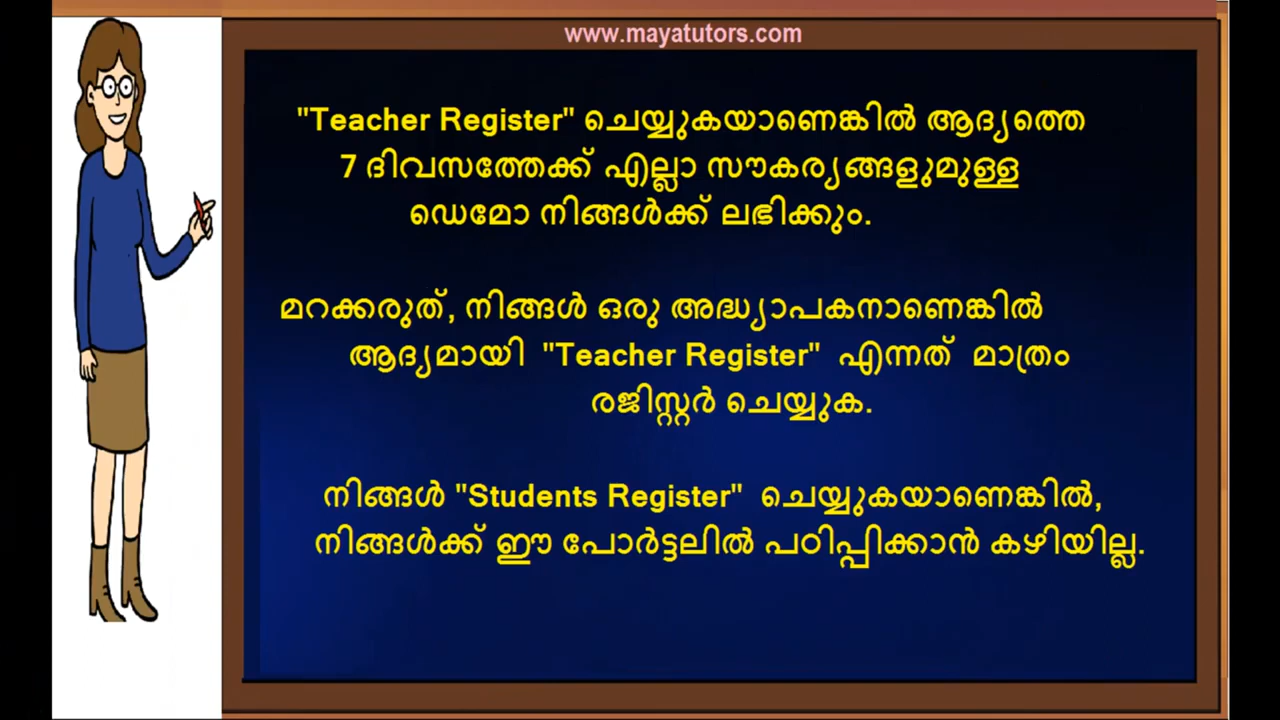 www.mayatutors.com
"Teacher Register" ചെയ്യുകയാണെങ്കിൽ ആദ്യത്തെ
7 ദിവസത്തേക്ക് എല്ലാ സൗകര്യങ്ങളുമുള്ള
ഡെമോ നിങ്ങൾക്ക് ലഭിക്കും.
മറക്കരുത്, നിങ്ങൾ ഒരു അദ്ധ്യാപകനാണെങ്കിൽ
ആദ്യമായി "Teacher Register" എന്നത് മാത്രം
രജിസ്റ്റർ ചെയ്യുക.
നിങ്ങൾ "Students Register" ചെയ്യുകയാണെങ്കിൽ,
നിങ്ങൾക്ക് ഈ പോർട്ടലിൽ പഠിപ്പിക്കാൻ കഴിയില്ല.